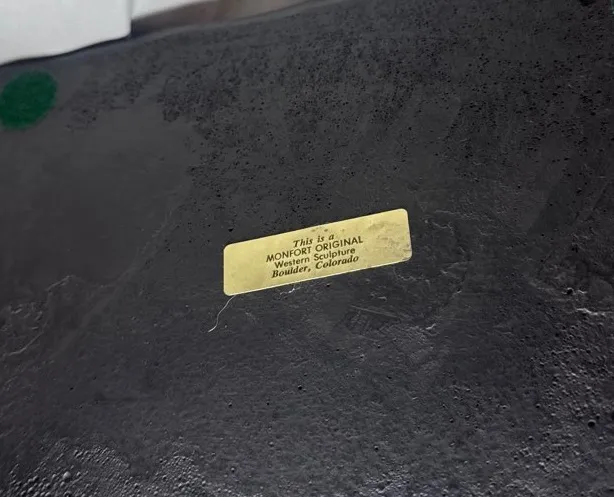 This is a
MONFORT ORIGINAL
Western Sculpture
Boulder, Colorado